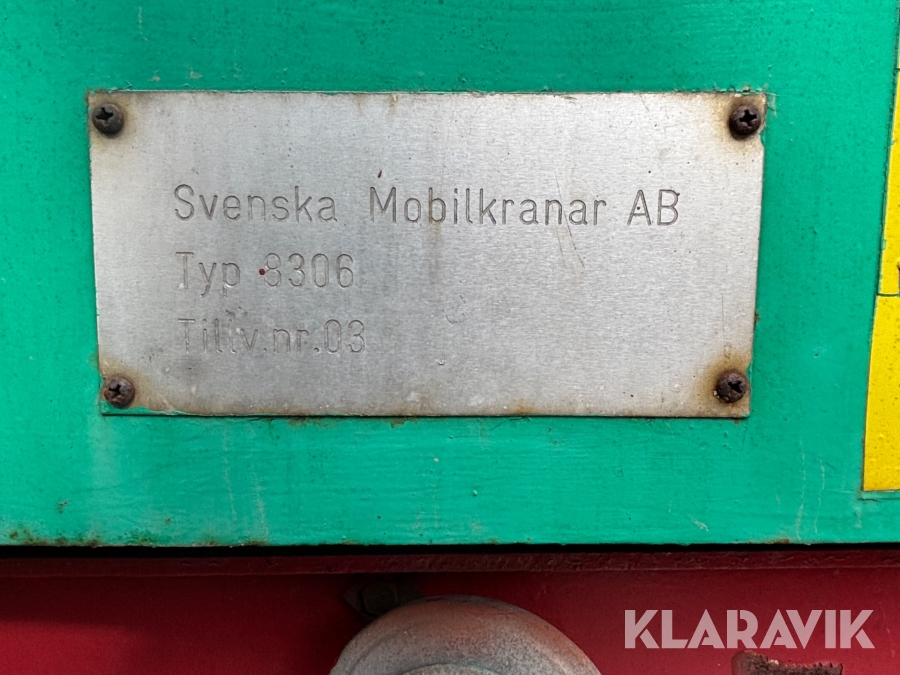 Svenska Mobilkranar AB
Typ 8306
Tillv.nr.03
KLARAVIK